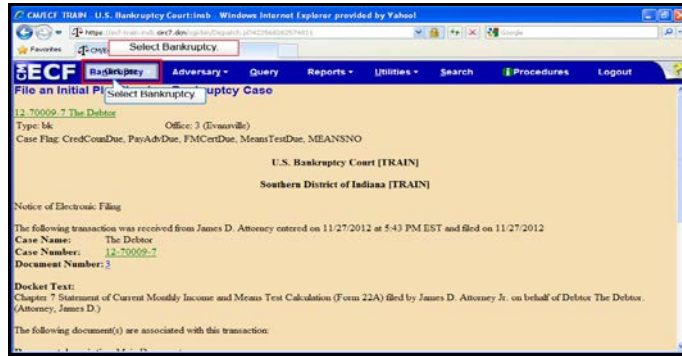 CM/ECF TRAIN - U.S. Bankruptcy Court:insb - Windows Internet Explorer provided by Yahoo!
Google
Favorites
Select Bankruptcy.
ECF Bankruptcy Adversary Query Reports Utilities Search Procedures Logout
Select Bankruptcy.
File an Initial
Bankruptcy Case
12-70009-7 The Debtor
Type: bk Office: 3 (Evansville)
Case Flag: CredCounDue, PayAdvDue, FMCertDue, MeansTestDue, MEANSNO
U.S. Bankruptcy Court [TRAIN]
Southern District of Indiana [TRAIN]
Notice of Electronic Filing
The following transaction was received from James D. Attorney entered on 11/27/2012 at 5:43 PM EST and filed on 11/27/2012
Case Name: The Debtor
Case Number: 12-70009-7
Document Number: 3
Docket Text:
Chapter 7 Statement of Current Monthly Income and Means Test Calculation (Form 22A) filed by James D. Attorney Jr. on behalf of Debtor The Debtor.
(Attorney, James D.)
The following document(s) are associated with this transaction: